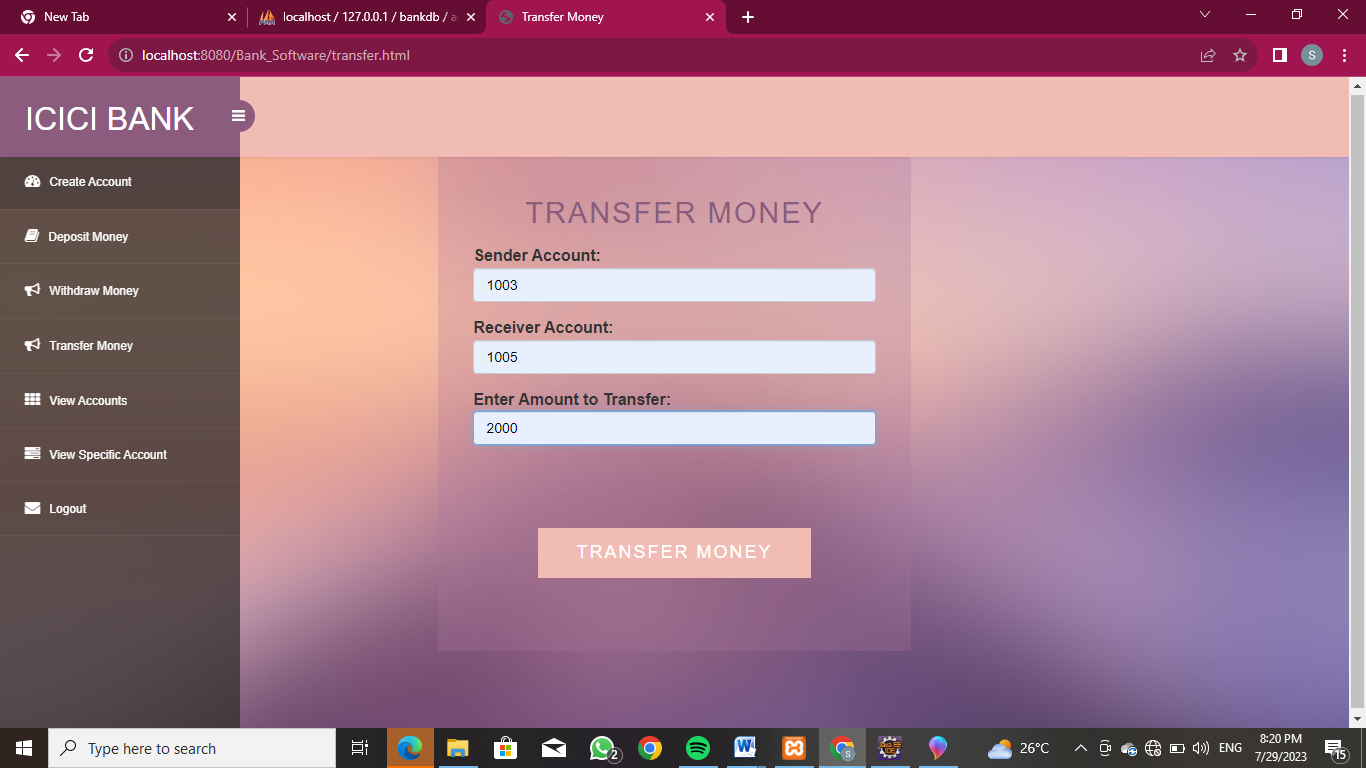 New Tab
localhost / 127.0.0.1 / bankdb / a
Transfer Money
localhost:8080/Bank_Software/transfer.html
S
ICICI BANK
Create Account
Deposit Money
Withdraw Money
Transfer Money
View Accounts
View Specific Account
Logout
TRANSFER MONEY
Sender Account:
1003
Receiver Account:
1005
Enter Amount to Transfer:
2000
TRANSFER MONEY
Type here to search
2
W
S
26°C
ENG
8:20 PM
7/29/2023
15